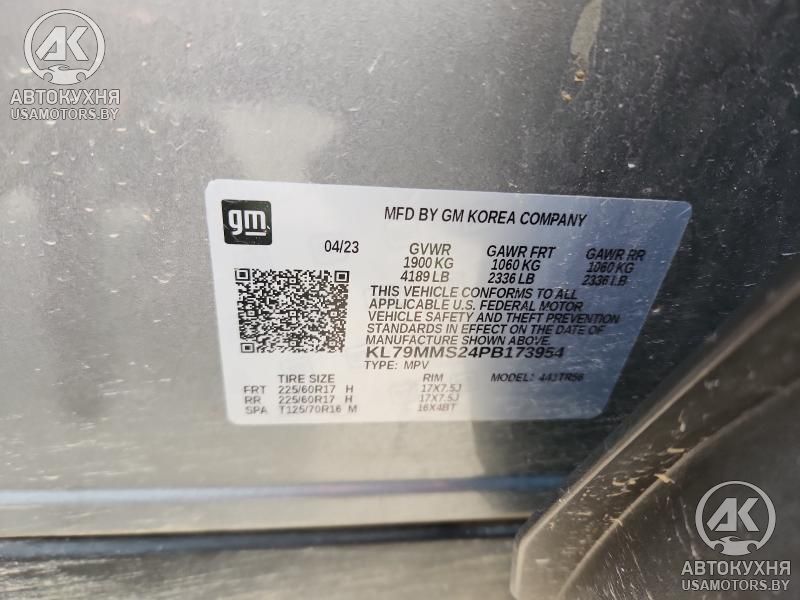 AK
АВТОКУХНЯ
USAMOTORS.BY
gm
MFD BY GM KOREA COMPANY
04/23 GVWR GAWR FRT GAWR RR
1900 KG 1060 KG 1060 KG
4189 LB 2336 LB 2336 LB
THIS VEHICLE CONFORMS TO ALL
APPLICABLE U.S. FEDERAL MOTOR
VEHICLE SAFETY AND THEFT PREVENTION
STANDARDS IN EFFECT ON THE DATE OF
MANUFACTURE SHOWN ABOVE.
KL79MMS24PB173954
TYPE: MPV MODEL:
TIRE SIZE RIM
FRT 225/60R17 H 17X7.5J
RR 225/60R17 H 17X7.5J
SPA T125/70R16 M 16X4BT
AK
АВТОКУХНЯ
USAMOTORS.BY